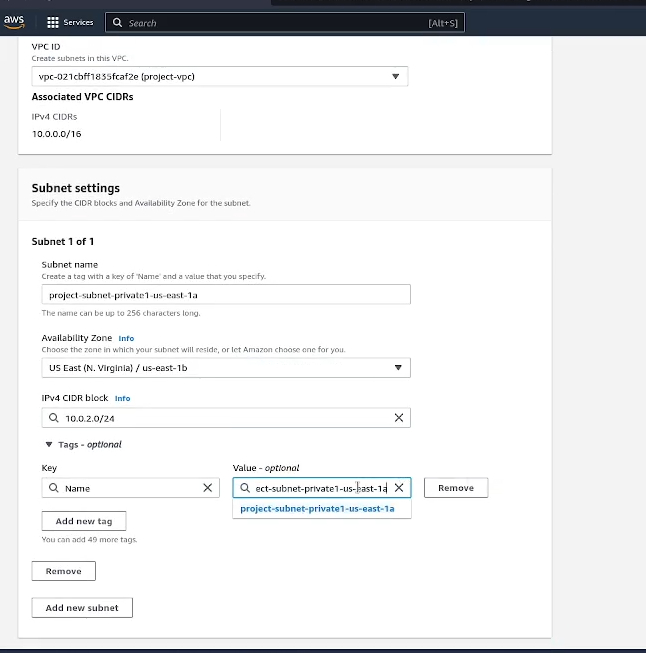 aws
Services
Search
[Alt+S]
VPC ID
Create subnets in this VPC.
vpc-021cbff1835fcaf2e (project-vpc)
Associated VPC CIDRs
IPv4 CIDRs
10.0.0.0/16
Subnet settings
Specify the CIDR blocks and Availability Zone for the subnet.
Subnet 1 of 1
Subnet name
Create a tag with a key of 'Name' and a value that you specify.
project-subnet-private1-us-east-1a
The name can be up to 256 characters long.
Availability Zone Info
Choose the zone in which your subnet will reside, or let Amazon choose one for you.
US East (N. Virginia) / us-east-1b
IPv4 CIDR block Info
10.0.2.0/24
Tags - optional
Key
Value - optional
Name
ect-subnet-private1-us-east-1a
Remove
project-subnet-private1-us-east-1a
Add new tag
You can add 49 more tags.
Remove
Add new subnet